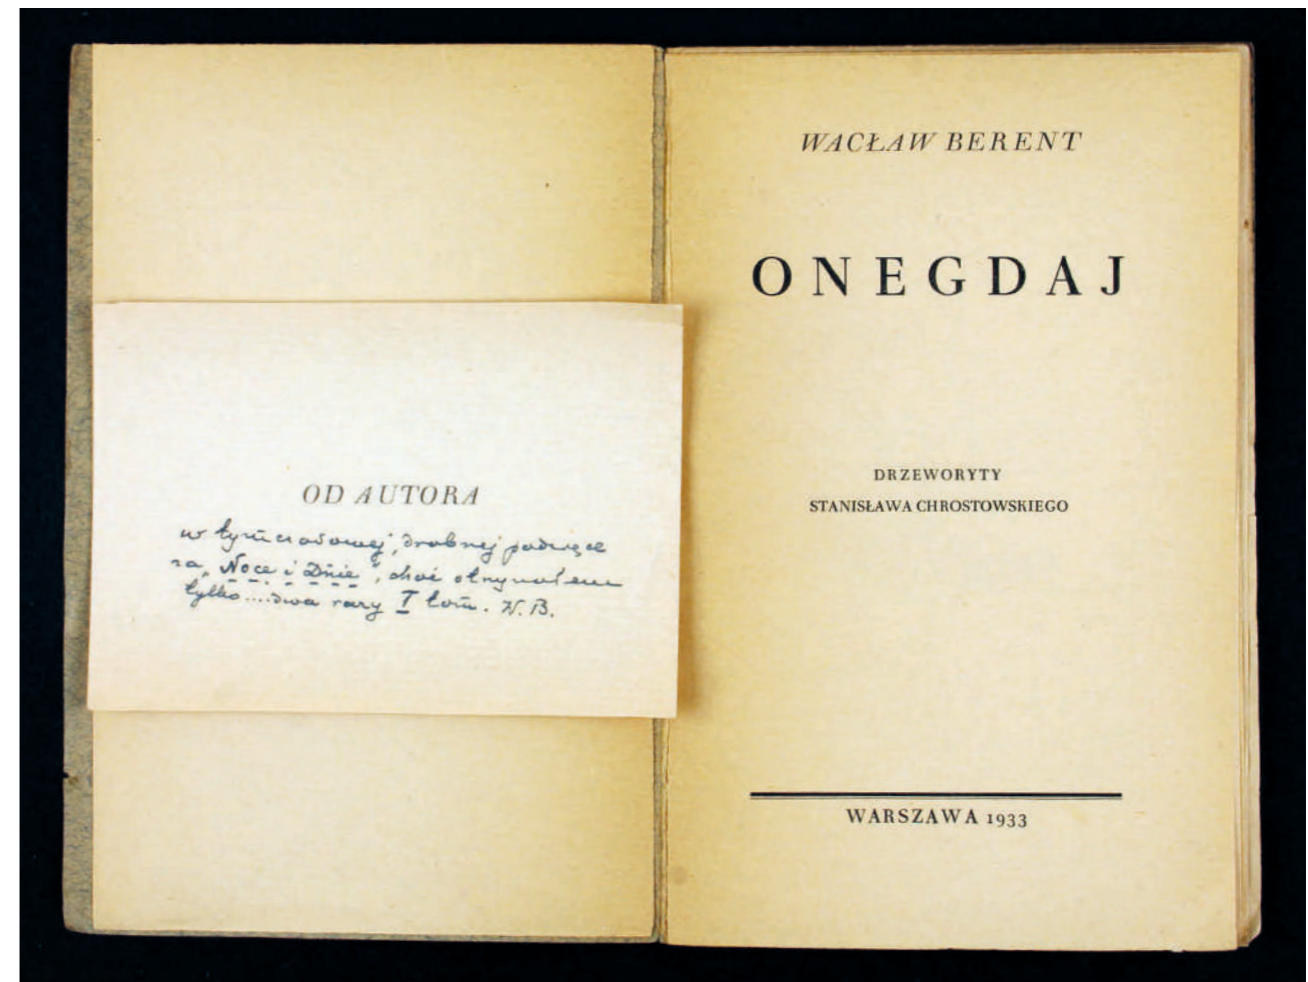 OD AUTORA
w tymczasowej, drobnej podzięce
za „Noce i Dnie”, choć otrzymałem
tylko....dwa razy I tom. W. B.
WACŁAW BERENT
ONEGDAJ
DRZEWORYTY
STANISŁAWA CHROSTOWSKIEGO
WARSZAWA 1933